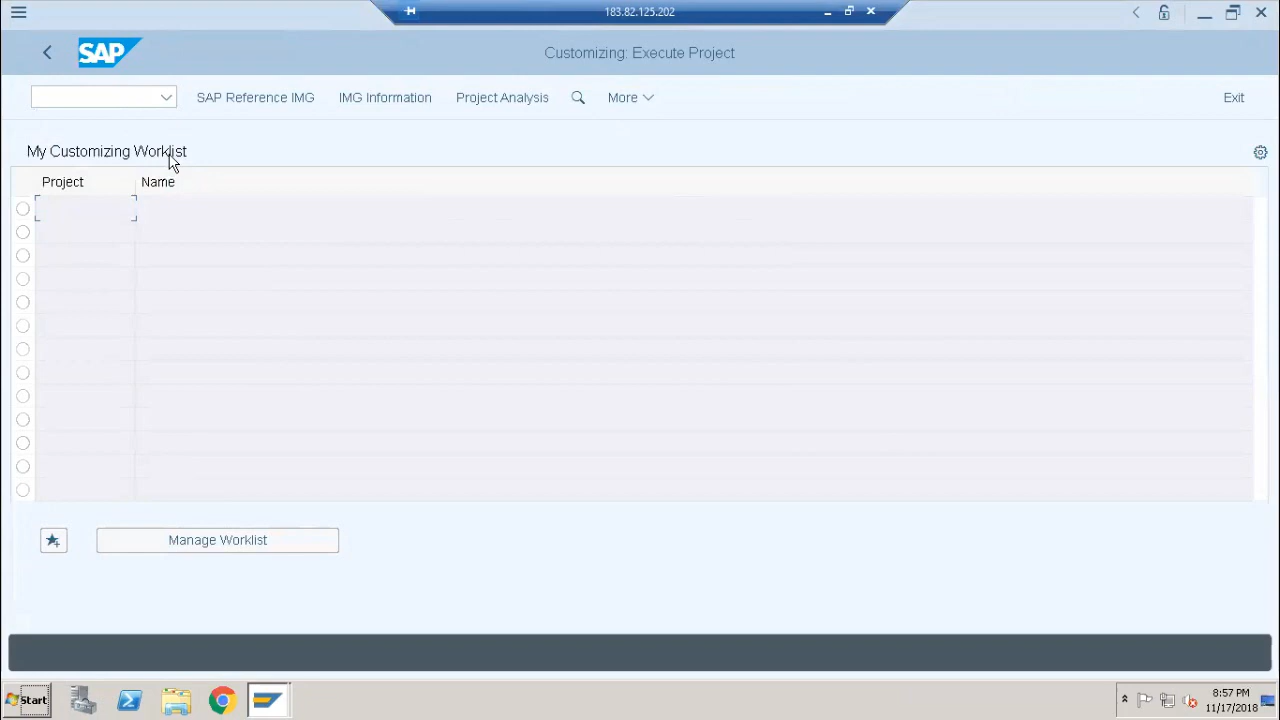 183.82.125.202
SAP
Customizing: Execute Project
SAP Reference IMG
IMG Information
Project Analysis
More
Exit
My Customizing Worklist
Project
Name
Manage Worklist
Start
8:57 PM
11/17/2018